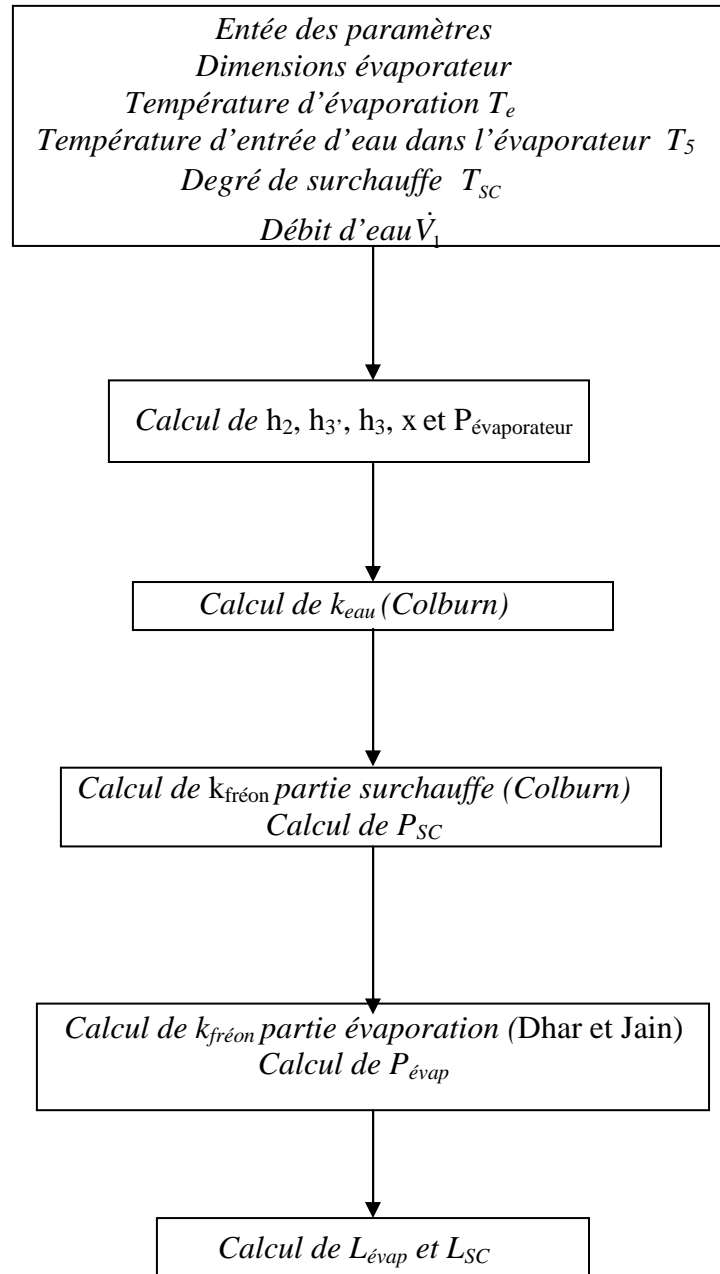 Entée des paramètres
Dimensions évaporateur
Température d'évaporation Tₑ
Température d'entrée d'eau dans l'évaporateur T₅
Degré de surchauffe T_SC
Débit d'eau V̇₁
Calcul de h₂, h₃', h₃, x et P_évaporateur
Calcul de k_eau (Colburn)
Calcul de k_fréon partie surchauffe (Colburn)
Calcul de P_SC
Calcul de k_fréon partie évaporation (Dhar et Jain)
Calcul de P_évap
Calcul de L_évap et L_SC